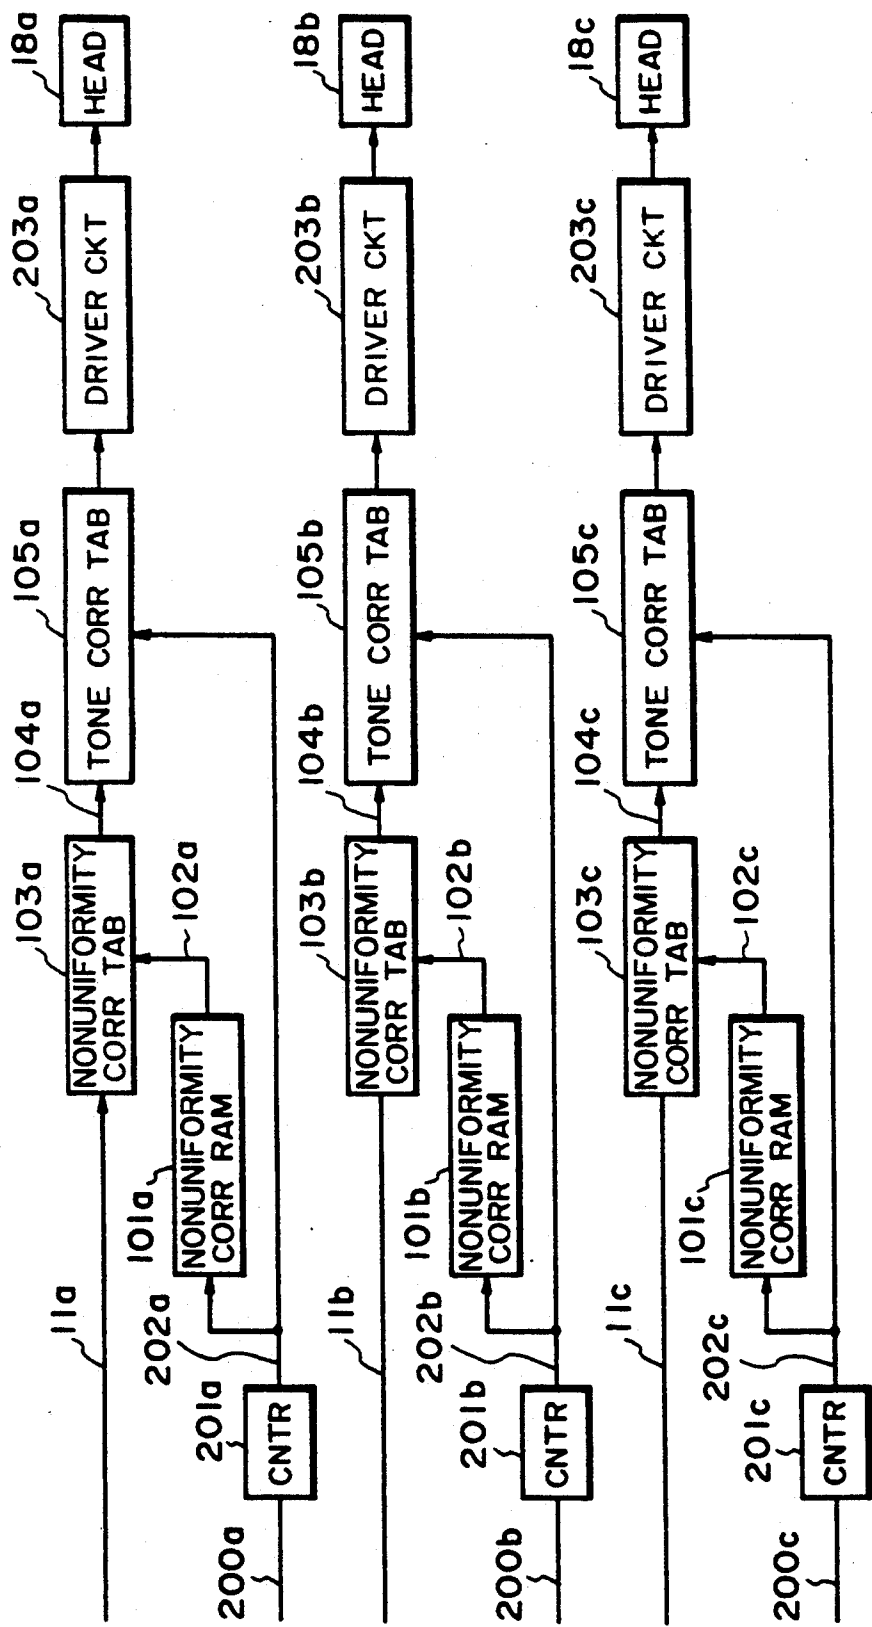 18a
HEAD
203a
DRIVER CKT
105a
TONE CORR TAB
104a
103a
NONUNIFORMITY
CORR TAB
102a
101a
NONUNIFORMITY
CORR RAM
11a
202a
201a
CNTR
200a
18b
HEAD
203b
DRIVER CKT
105b
TONE CORR TAB
104b
103b
NONUNIFORMITY
CORR TAB
102b
101b
NONUNIFORMITY
CORR RAM
11b
202b
201b
CNTR
200b
18c
HEAD
203c
DRIVER CKT
105c
TONE CORR TAB
104c
103c
NONUNIFORMITY
CORR TAB
102c
101c
NONUNIFORMITY
CORR RAM
11c
202c
201c
CNTR
200c